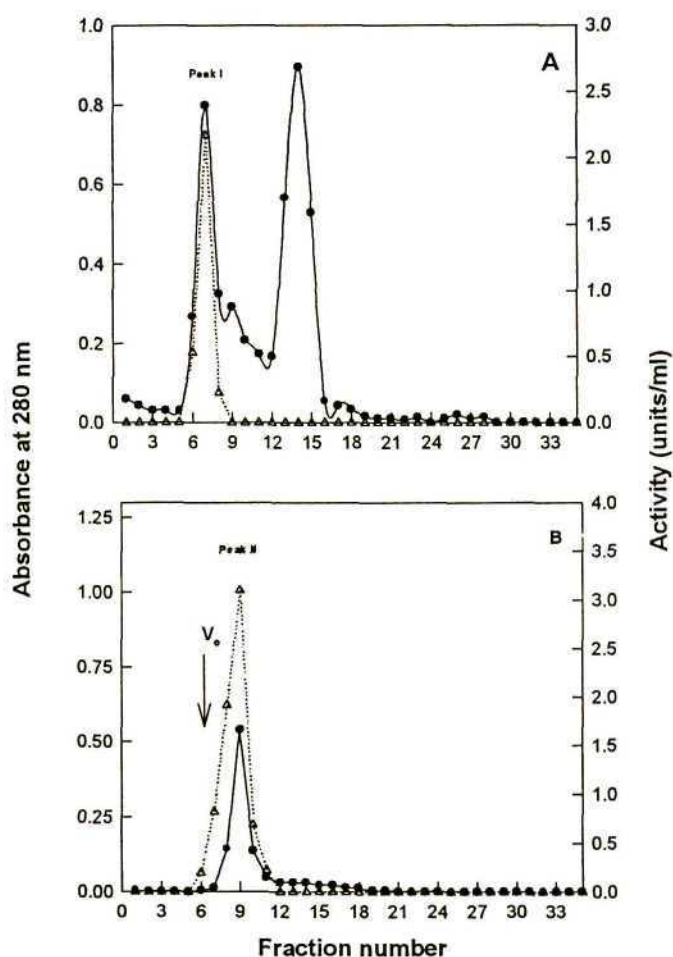 Absorbance at 280 nm
Activity (units/ml)
A
Peak I
1.0
0.8
0.6
0.4
0.2
0.0
3.0
2.5
2.0
1.5
1.0
0.5
0.0
0 3 6 9 12 15 18 21 24 27 30 33
B
Peak II
Vo
1.25
1.00
0.75
0.50
0.25
0.00
4.0
3.5
3.0
2.5
2.0
1.5
1.0
0.5
0.0
0 3 6 9 12 15 18 21 24 27 30 33
Fraction number